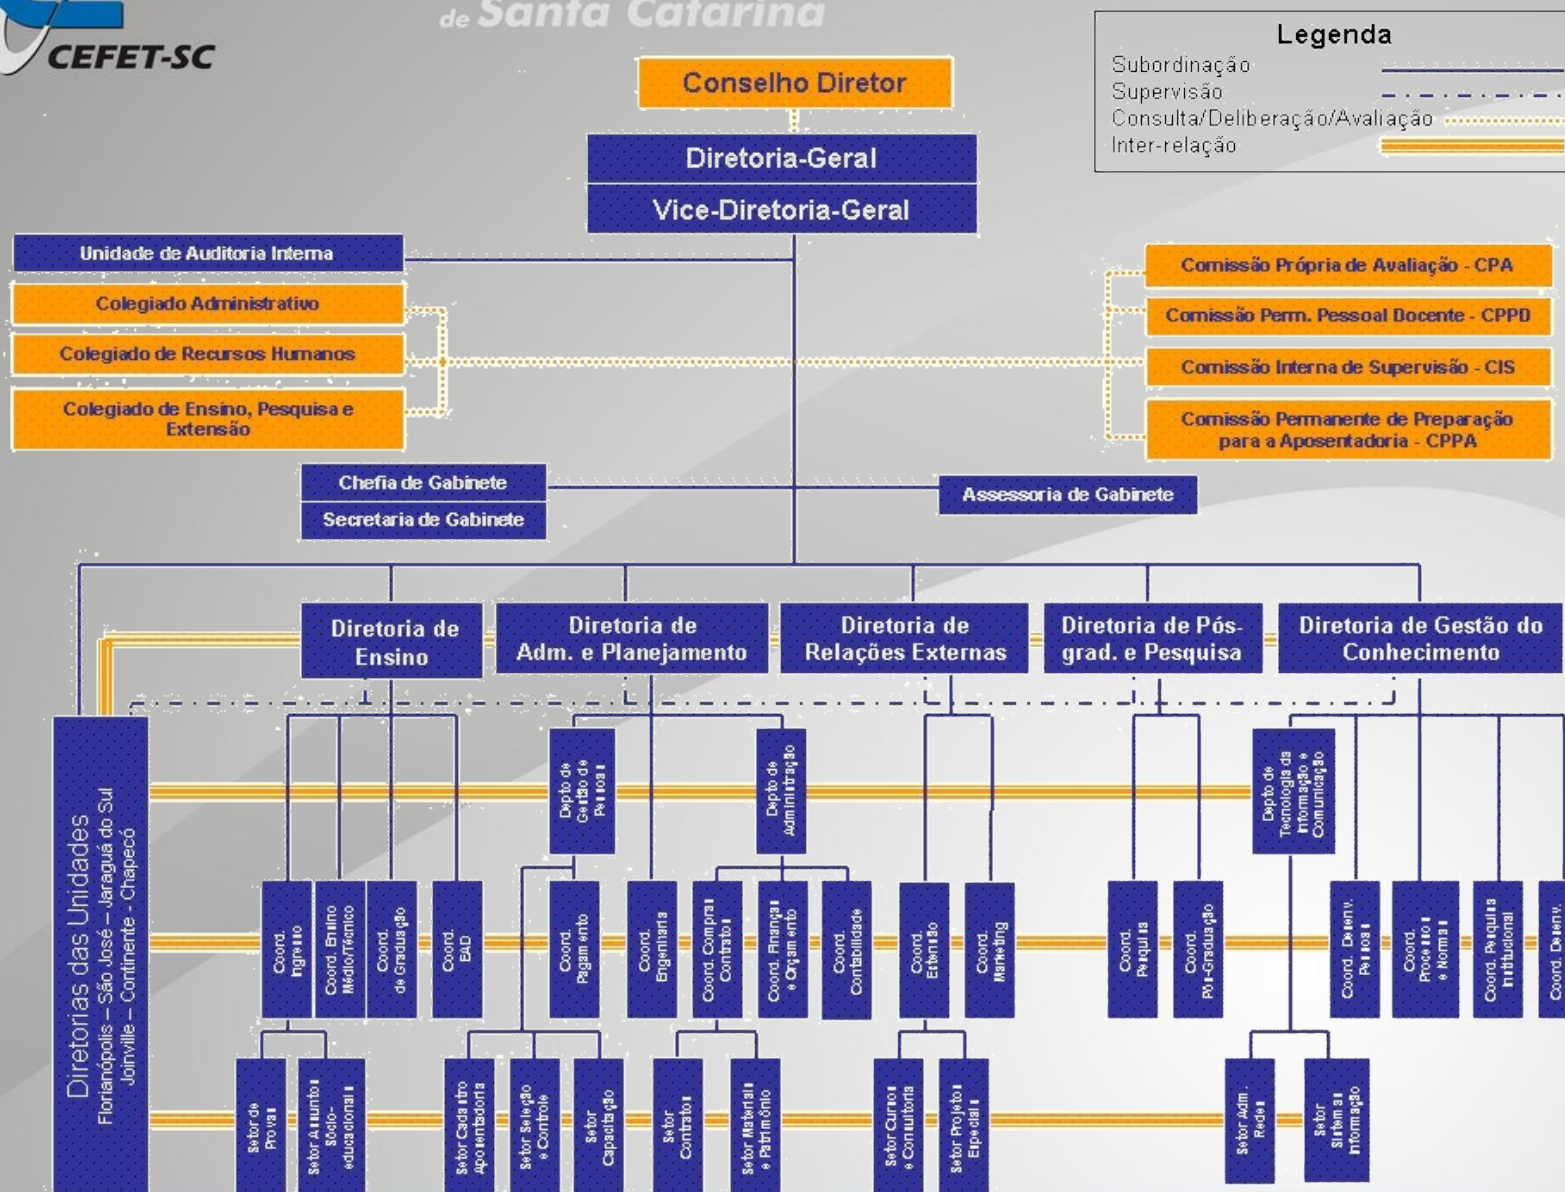 de Santa Catarina
CEFET-SC
Legenda
Subordinação
Supervisão
Consulta/Deliberação/Avaliação
Inter-relação
Conselho Diretor
Diretoria-Geral
Vice-Diretoria-Geral
Unidade de Auditoria Interna
Colegiado Administrativo
Colegiado de Recursos Humanos
Colegiado de Ensino, Pesquisa e
Extensão
Comissão Própria de Avaliação - CPA
Comissão Perm. Pessoal Docente - CPPD
Comissão Interna de Supervisão - CIS
Comissão Permanente de Preparação
para a Aposentadoria - CPPA
Chefia de Gabinete
Secretaria de Gabinete
Assessoria de Gabinete
Diretoria de
Ensino
Diretoria de
Adm. e Planejamento
Diretoria de
Relações Externas
Diretoria de Pós-
grad. e Pesquisa
Diretoria de Gestão do
Conhecimento
Diretorias das Unidades
Florianópolis – São José – Jaraguá do Sul
Joinville – Continente - Chapecó
Depto de
Gestão de
Pessoas
Depto de
Administração
Depto de
Tecnologia da
Informação e
Comunicação
Coord.
Ingresso
Coord. Ensino
Médio/Técnico
Coord.
de Graduação
Coord.
EAD
Coord.
Pagamento
Coord.
Engenharia
Coord. Compras
Contratos
Coord. Finanças
e Orçamento
Coord.
Contabilidade
Coord.
Extensão
Coord.
Marketing
Coord.
Pesquisa
Coord.
Pós-Graduação
Coord. Desenv.
Pessoas
Coord.
Processos
e Normas
Coord. Pesquisa
Institucional
Coord. Desenv.
Setor de
Provas
Setor Assuntos
Sócio-
educacionais
Setor Cadastro
Aposentadoria
Setor Seleção
e Controle
Setor
Capacitação
Setor
Contratos
Setor Materiais
e Patrimônio
Setor Cursos
e Consultoria
Setor Projetos
Especiais
Setor Adm.
Redes
Setor
Sistemas
Informação